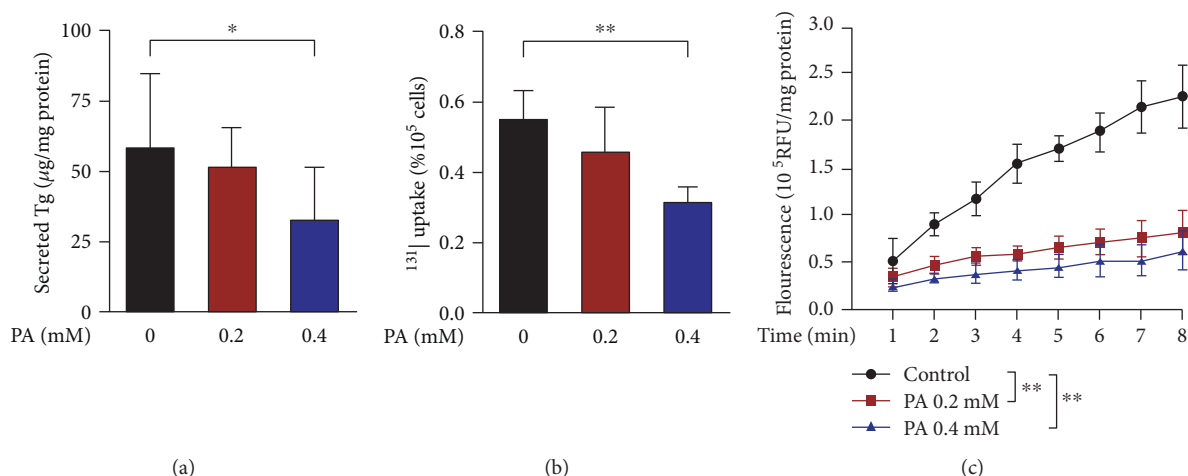 Secreted Tg (μg/mg protein)
100
75
50
25
0
*
PA (mM)
0
0.2
0.4
(a)
¹³¹| uptake (%10⁵ cells)
0.8
0.6
0.4
0.2
0.0
**
PA (mM)
0
0.2
0.4
(b)
Flourescence (10 ⁵RFU/mg protein)
3.0
2.5
2.0
1.5
1.0
0.5
0.0
Time (min)
1
2
3
4
5
6
7
8
Control
PA 0.2 mM
PA 0.4 mM
**
**
(c)